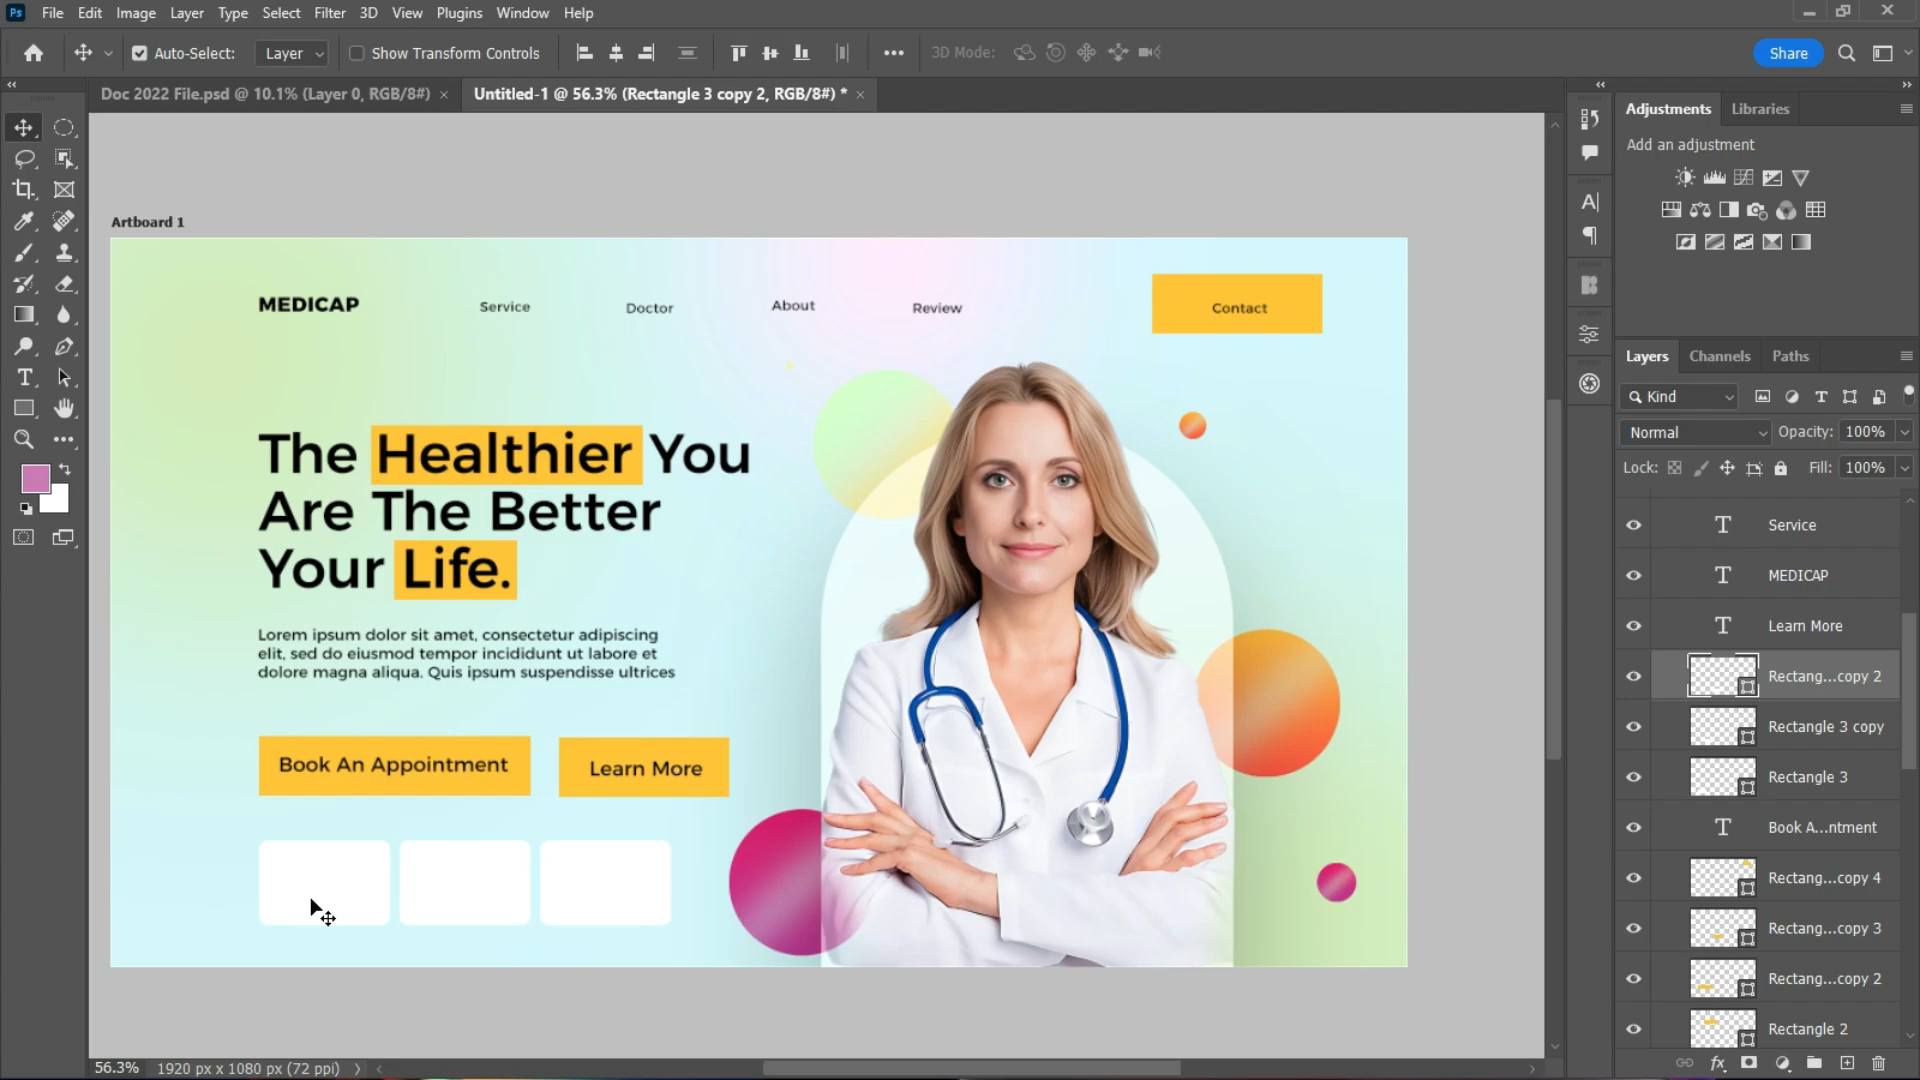 Ps File Edit Image Layer Type Select Filter 3D View Plugins Window Help
Auto-Select: Layer Show Transform Controls 3D Mode: Share
Doc 2022 File.psd @ 10.1% (Layer 0, RGB/8#) × Untitled-1 @ 56.3% (Rectangle 3 copy 2, RGB/8#) * ×
Adjustments Libraries
Add an adjustment
Artboard 1
MEDICAP Service Doctor About Review Contact
The Healthier You
Are The Better
Your Life.
Lorem ipsum dolor sit amet, consectetur adipiscing
elit, sed do eiusmod tempor incididunt ut labore et
dolore magna aliqua. Quis ipsum suspendisse ultrices
Book An Appointment Learn More
Layers Channels Paths
Kind
Normal Opacity: 100%
Lock: Fill: 100%
Service
MEDICAP
Learn More
Rectang...copy 2
Rectangle 3 copy
Rectangle 3
Book A...ntment
Rectang...copy 4
Rectang...copy 3
Rectang...copy 2
Rectangle 2
56.3% 1920 px x 1080 px (72 ppi)